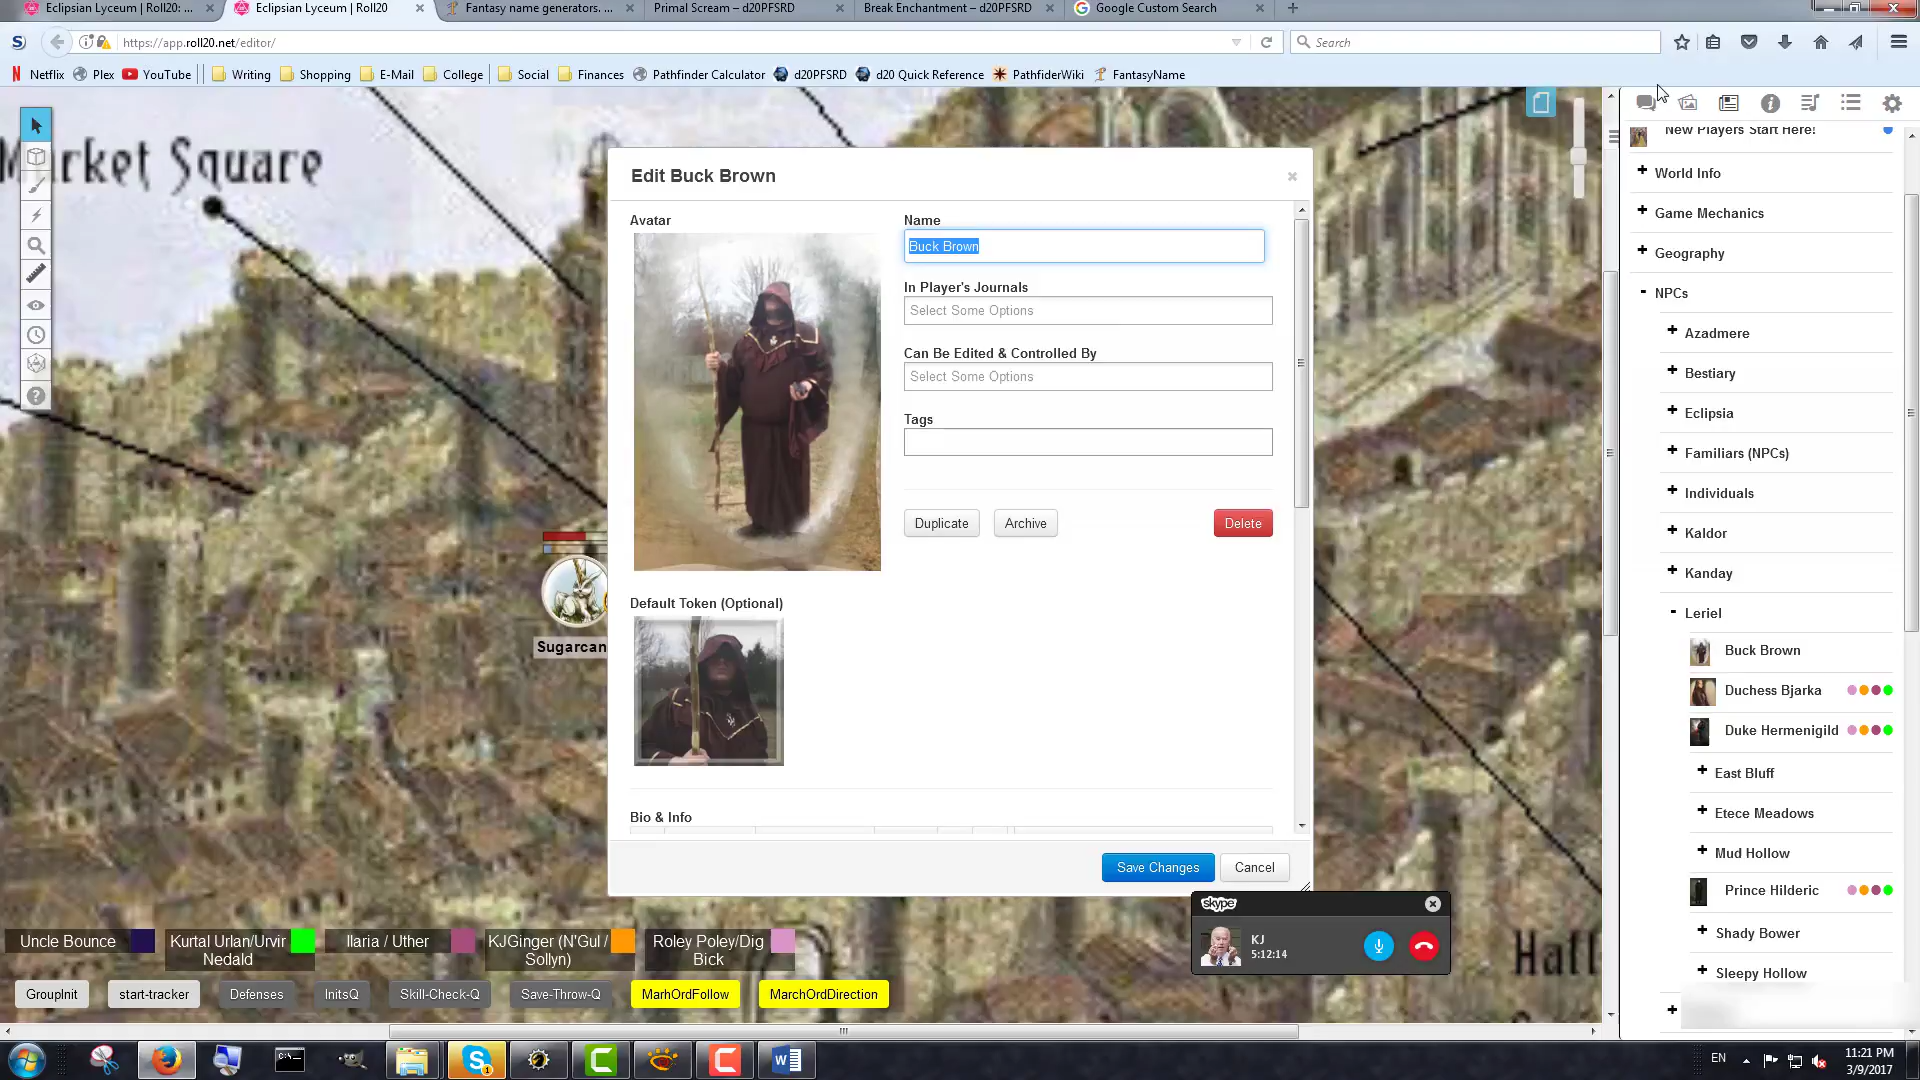 Eclipsian Lyceum | Roll20: ...
Eclipsian Lyceum | Roll20
Fantasy name generators. ...
Primal Scream – d20PFSRD
Break Enchantment – d20PFSRD
Google Custom Search
https://app.roll20.net/editor/
Search
Netflix
Plex
YouTube
Writing
Shopping
E-Mail
College
Social
Finances
Pathfinder Calculator
d20PFSRD
d20 Quick Reference
PathfiderWiki
FantasyName
Market Square
Edit Buck Brown
Avatar
Name
Buck Brown
In Player's Journals
Select Some Options
Can Be Edited & Controlled By
Select Some Options
Tags
Duplicate
Archive
Delete
Default Token (Optional)
Bio & Info
Save Changes
Cancel
Sugarcan
New Players Start Here!
World Info
Game Mechanics
Geography
NPCs
Azadmere
Bestiary
Eclipsia
Familiars (NPCs)
Individuals
Kaldor
Kanday
Leriel
Buck Brown
Duchess Bjarka
Duke Hermenigild
East Bluff
Etece Meadows
Mud Hollow
Prince Hilderic
Shady Bower
Sleepy Hollow
skype
KJ
5:12:14
Hall
Uncle Bounce
Kurtal Urlan/Urvir
Nedald
Ilaria / Uther
KJGinger (N'Gul /
Sollyn)
Roley Poley/Dig
Bick
GroupInit
start-tracker
Defenses
InitsQ
Skill-Check-Q
Save-Throw-Q
MarhOrdFollow
MarchOrdDirection
EN
11:21 PM
3/9/2017